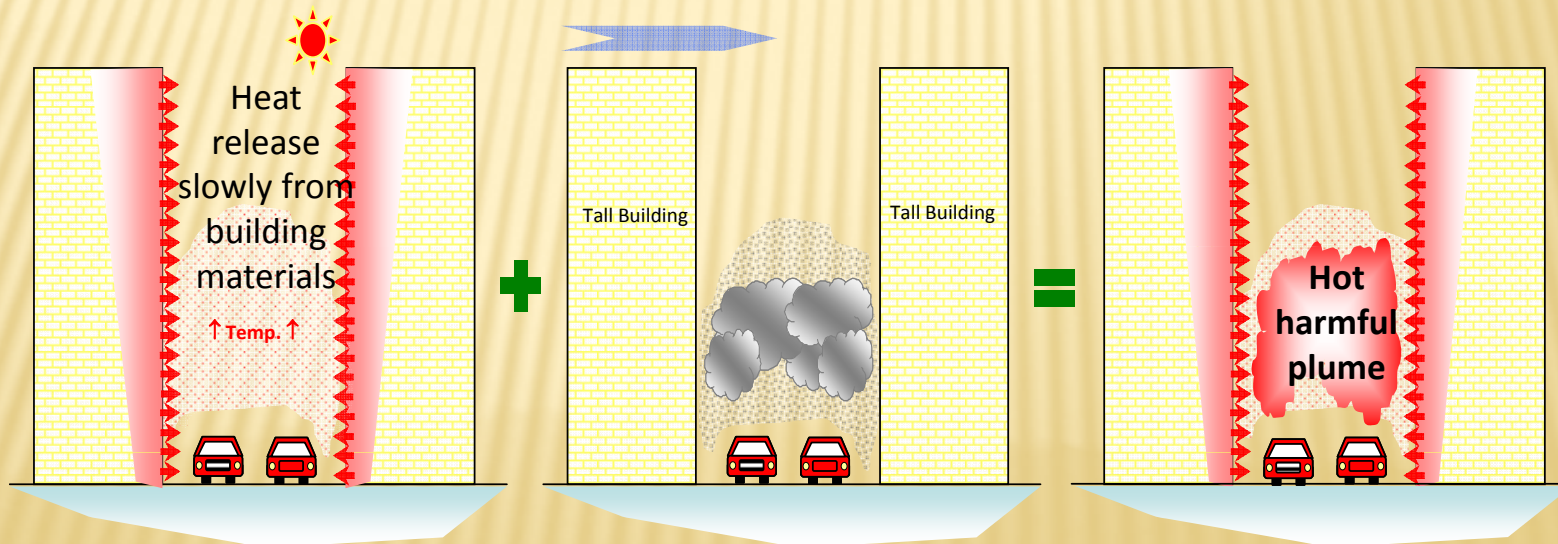 Heat
release
slowly from
building
materials
↑ Temp. ↑
Tall Building
Tall Building
Hot
harmful
plume